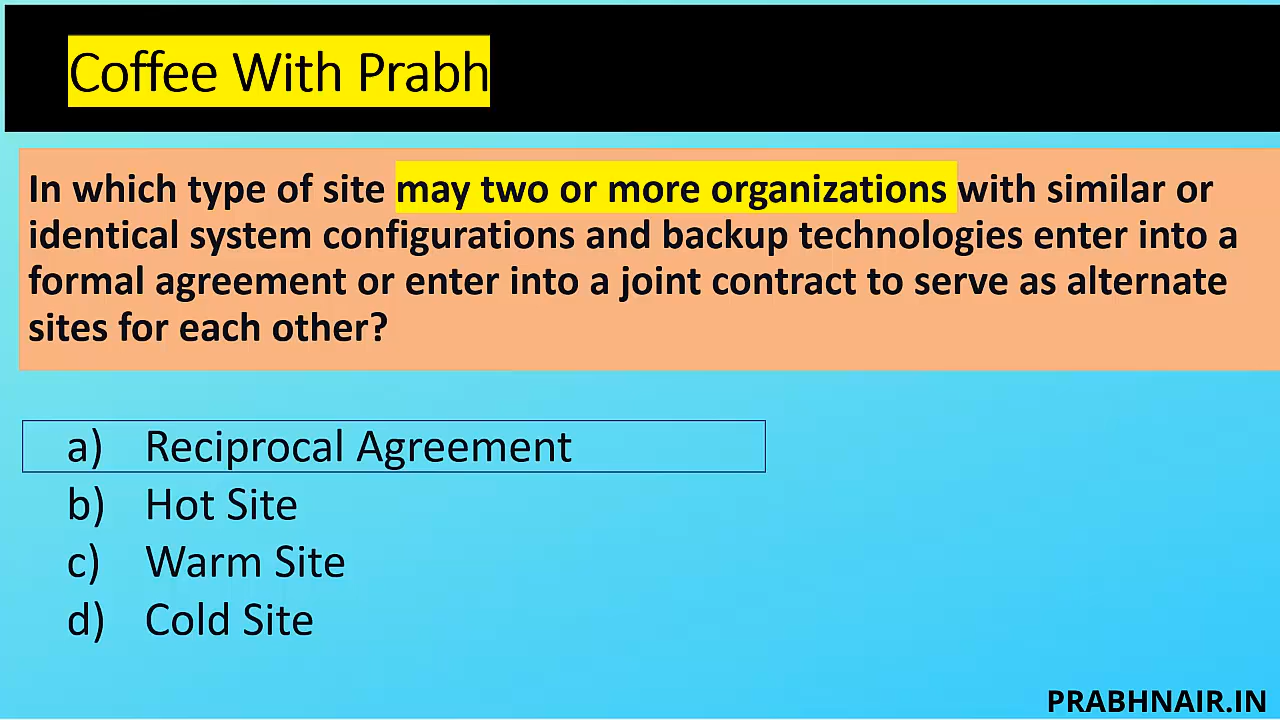 Coffee With Prabh
In which type of site may two or more organizations with similar or
identical system configurations and backup technologies enter into a
formal agreement or enter into a joint contract to serve as alternate
sites for each other?
a) Reciprocal Agreement
b) Hot Site
c) Warm Site
d) Cold Site
PRABHNAIR.IN